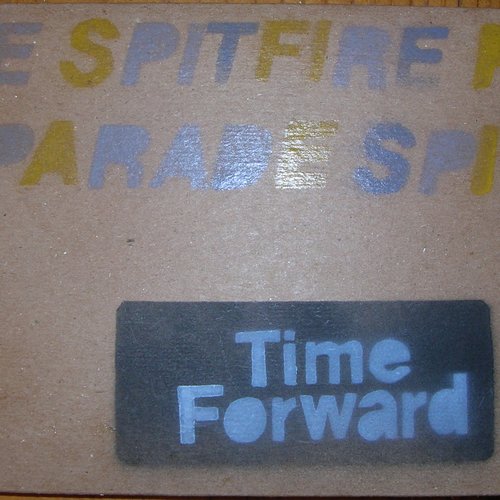 E SPITFIRE P
PARADE SPI
Time
Forward